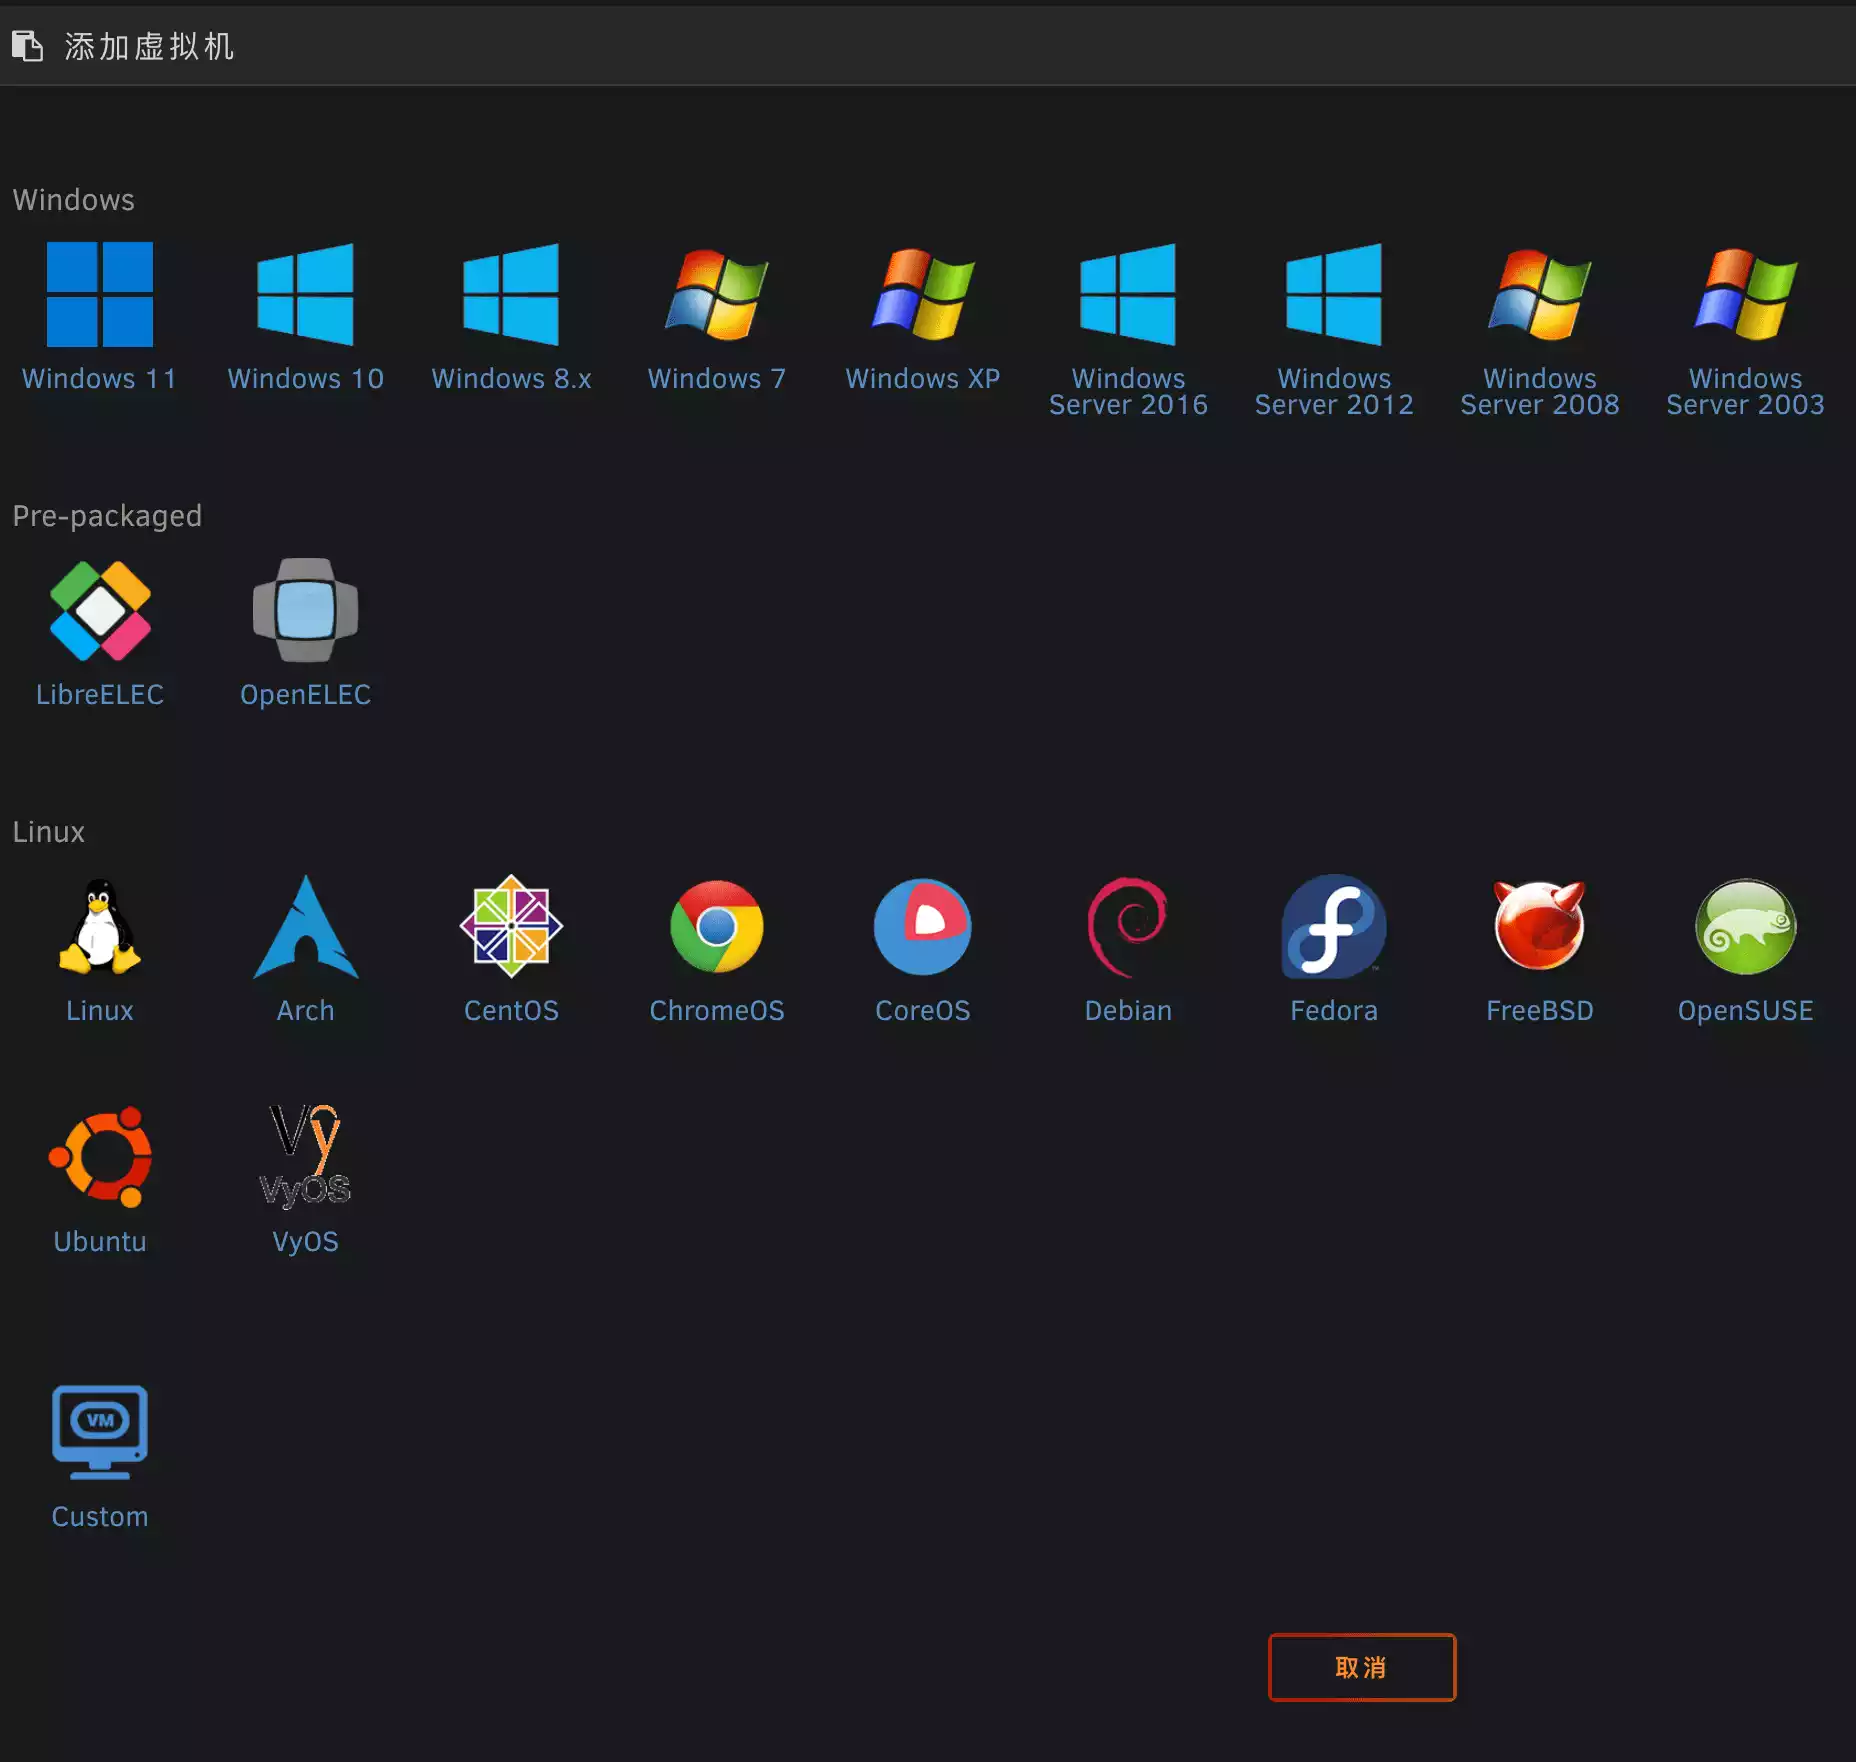 添加虚拟机
Windows
Windows 11
Windows 10
Windows 8.x
Windows 7
Windows XP
Windows
Server 2016
Windows
Server 2012
Windows
Server 2008
Windows
Server 2003
Pre-packaged
LibreELEC
OpenELEC
Linux
Linux
Arch
CentOS
ChromeOS
CoreOS
Debian
Fedora
FreeBSD
OpenSUSE
Vy
VyOS
Ubuntu
VyOS
VM
Custom
取消